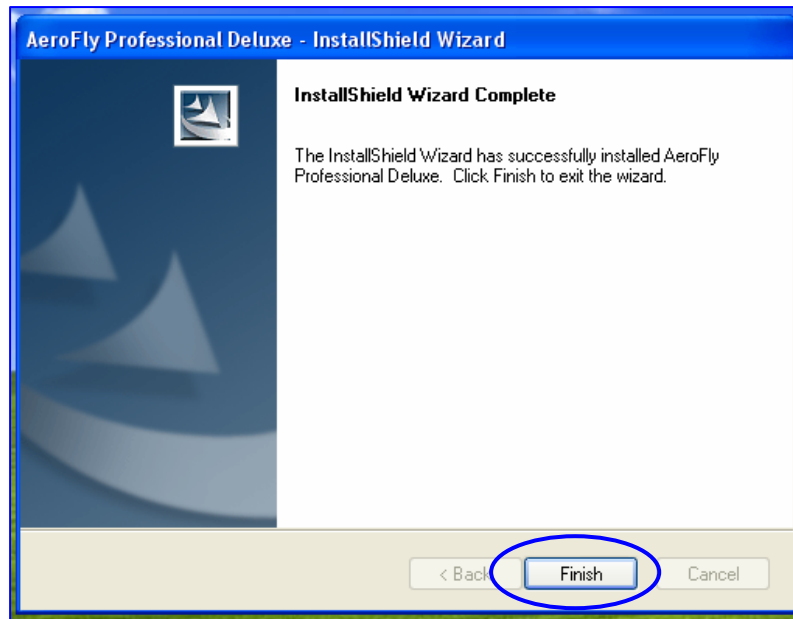 AeroFly Professional Deluxe - InstallShield Wizard
InstallShield Wizard Complete
The InstallShield Wizard has successfully installed AeroFly
Professional Deluxe. Click Finish to exit the wizard.
< Back Finish Cancel